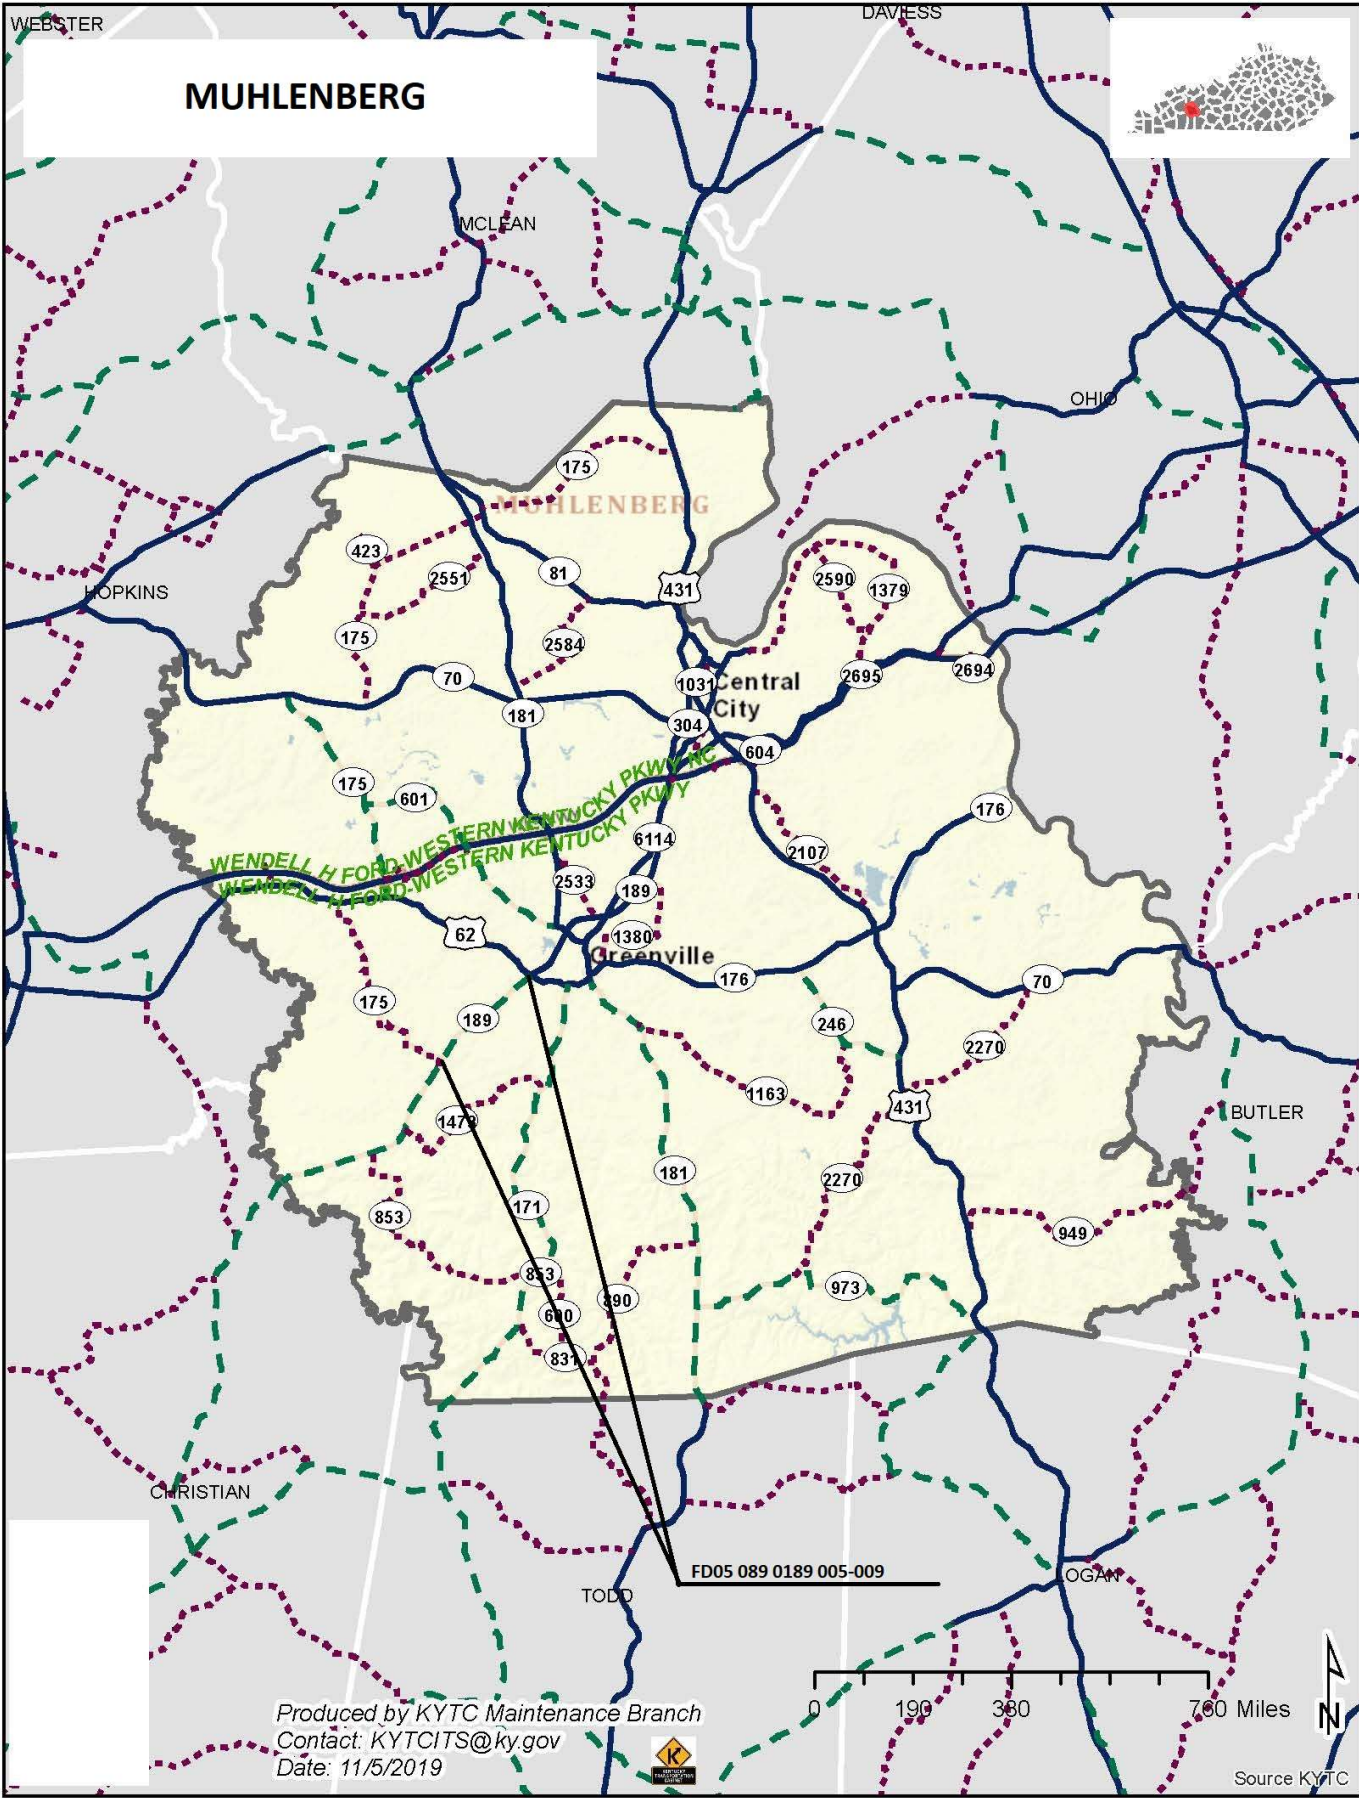 WEBSTER
DAVIESS
MUHLENBERG
MCLEAN
OHIO
175
MUHLENBERG
423
2551
81
431
2590
1379
HOPKINS
175
2584
70
1031
Central
City
2695
2694
181
304
604
175
601
WENDELL H FORD-WESTERN KENTUCKY PKWY NC
WENDELL H FORD-WESTERN KENTUCKY PKWY
176
6114
2107
2533
189
62
1380
Greenville
176
70
175
189
246
2270
1163
431
BUTLER
1473
181
2270
171
853
949
853
973
890
600
831
CHRISTIAN
FD05 089 0189 005-009
TODD
LOGAN
0 190 380 760 Miles
N
Produced by KYTC Maintenance Branch
Contact: KYTCITS@ky.gov
Date: 11/5/2019
Source KYTC